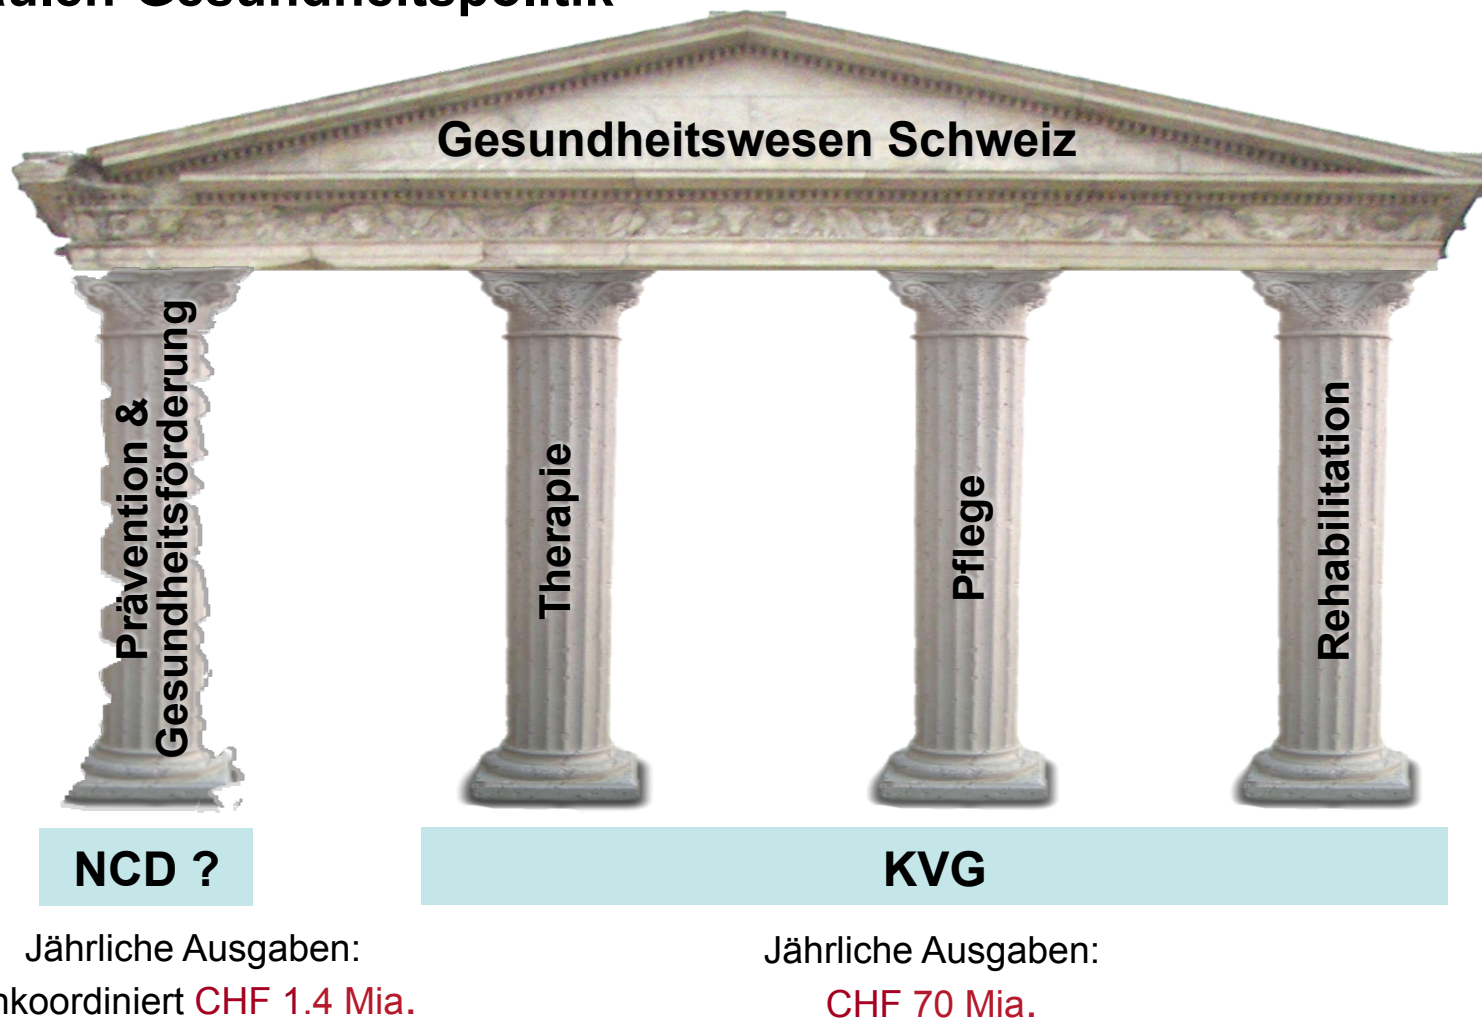 Gesundheitspolitik
Gesundheitswesen Schweiz
Prävention &
Gesundheitsförderung
Therapie
Pflege
Rehabilitation
NCD ?
KVG
Jährliche Ausgaben:
CHF 1.4 Mia.
Jährliche Ausgaben:
CHF 70 Mia.